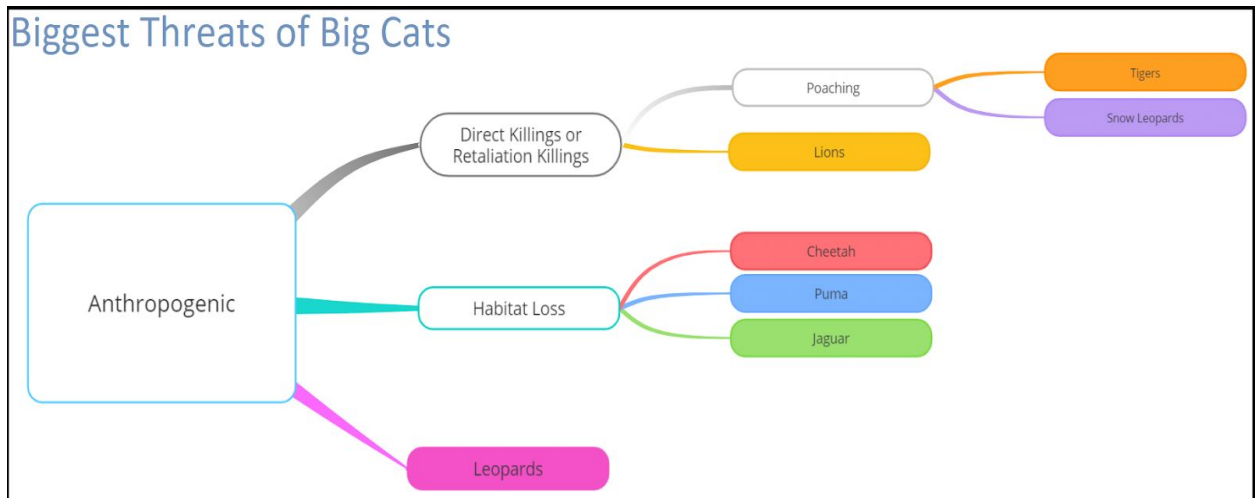 Biggest Threats of Big Cats
Tigers
Poaching
Snow Leopards
Direct Killings or
Retaliation Killings
Lions
Cheetah
Anthropogenic
Habitat Loss
Puma
Jaguar
Leopards